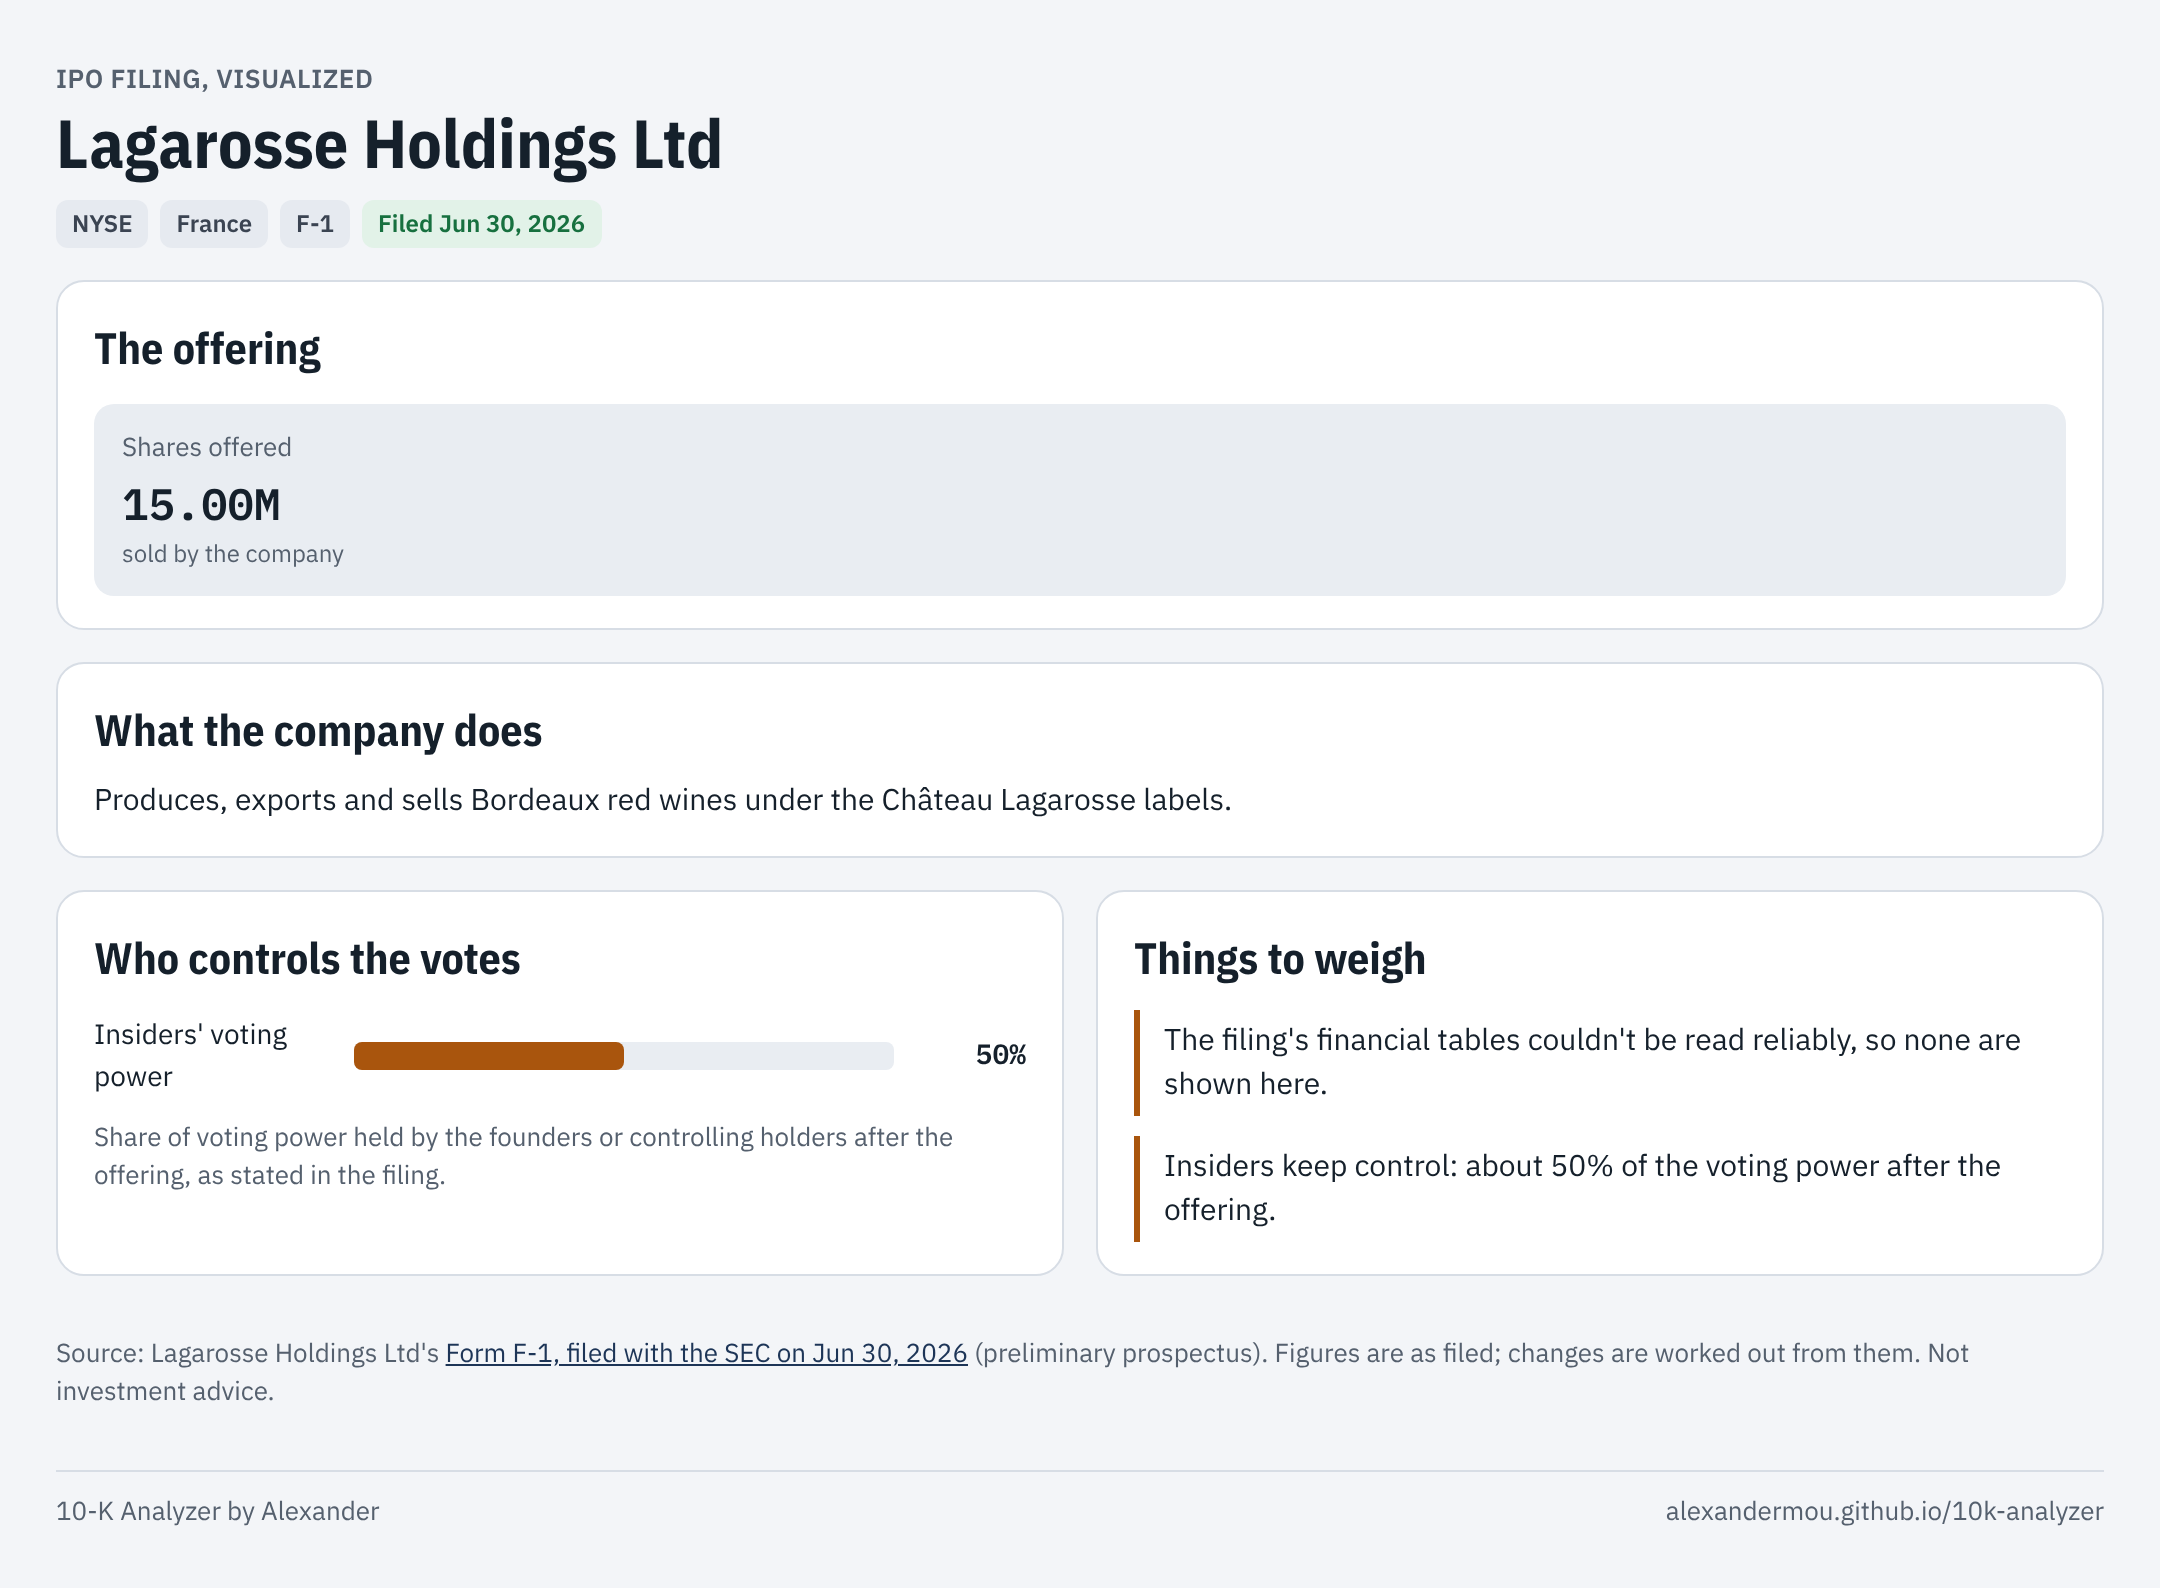 IPO FILING, VISUALIZED
Lagarosse Holdings Ltd
NYSE France F-1 Filed Jun 30, 2026
The offering
Shares offered
15.00M
sold by the company
What the company does
Produces, exports and sells Bordeaux red wines under the Château Lagarosse labels.
Who controls the votes
Insiders' voting
power
50%
Share of voting power held by the founders or controlling holders after the
offering, as stated in the filing.
Things to weigh
The filing's financial tables couldn't be read reliably, so none are
shown here.
Insiders keep control: about 50% of the voting power after the
offering.
Source: Lagarosse Holdings Ltd's Form F-1, filed with the SEC on Jun 30, 2026 (preliminary prospectus). Figures are as filed; changes are worked out from them. Not
investment advice.
10-K Analyzer by Alexander
alexandermou.github.io/10k-analyzer